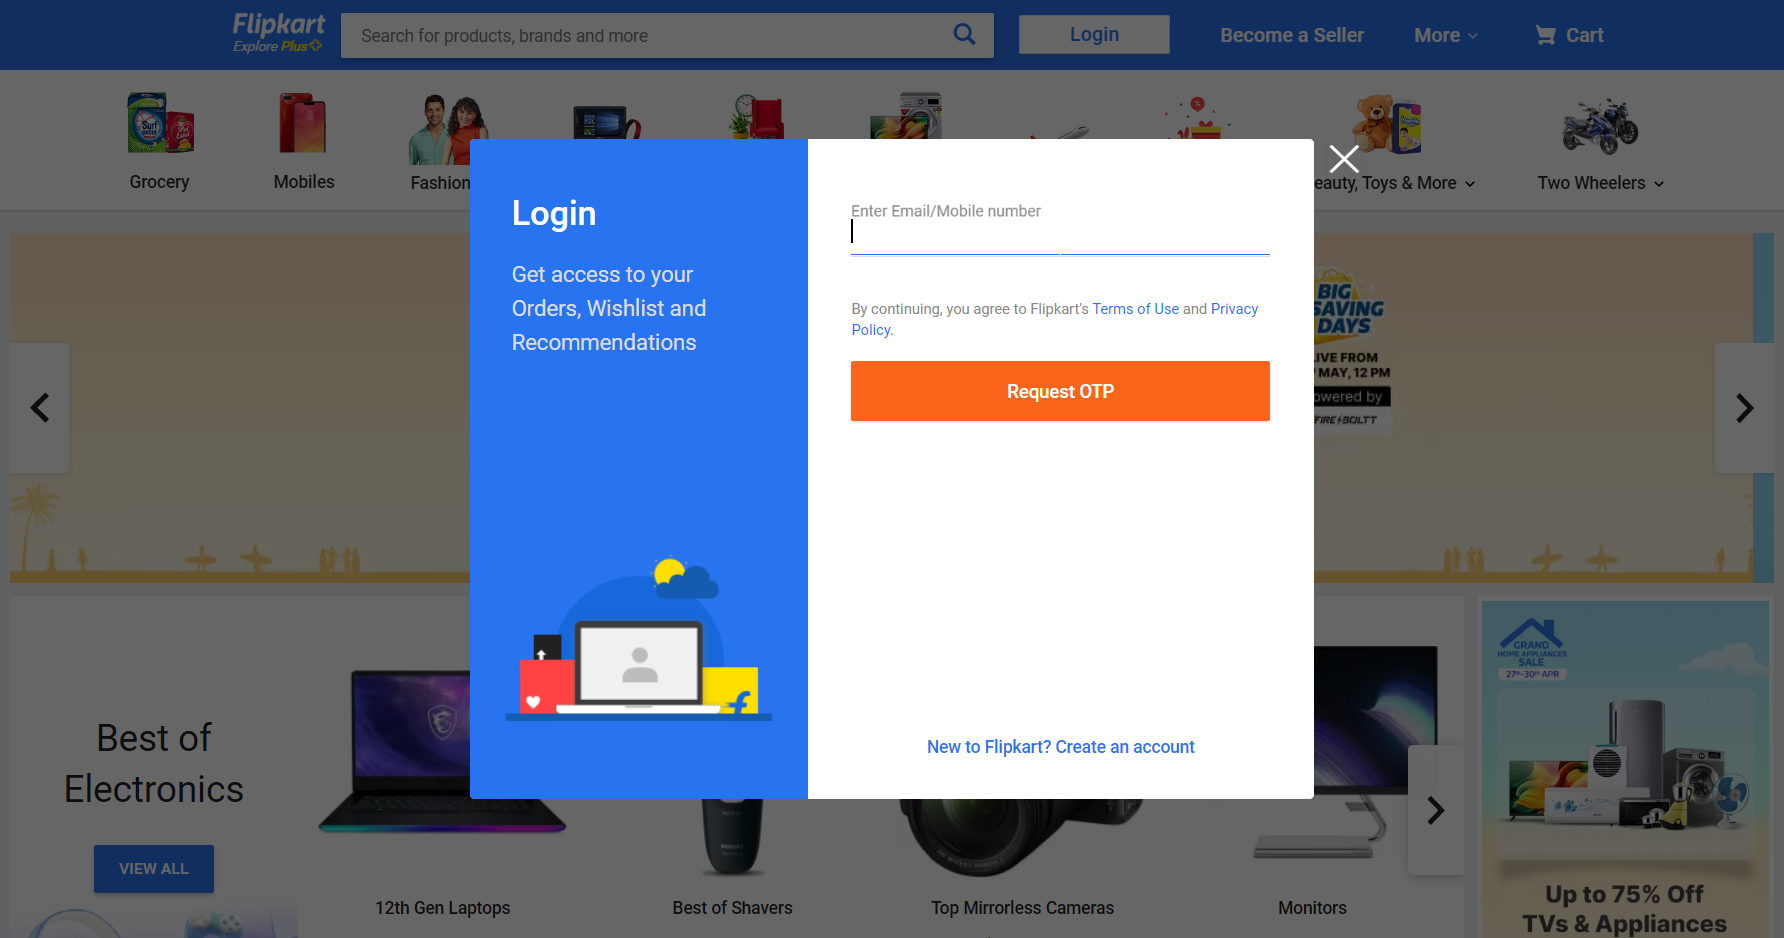 Flipkart
Explore Plus
Search for products, brands and more
Login
Become a Seller
More
Cart
Surf
excel
Grocery
Mobiles
Fashion
eauty, Toys & More
Two Wheelers
Login
Get access to your
Orders, Wishlist and
Recommendations
Enter Email/Mobile number
By continuing, you agree to Flipkart's Terms of Use and Privacy
Policy.
Request OTP
New to Flipkart? Create an account
BIG
SAVING
DAYS
LIVE FROM
MAY, 12 PM
owered by
FIRE BOLTT
Best of
Electronics
VIEW ALL
12th Gen Laptops
PHILIPS
Best of Shavers
Top Mirrorless Cameras
Monitors
GRAND
HOME APPLIANCES
SALE
27th-30th APR
Up to 75% Off
TVs & Appliances